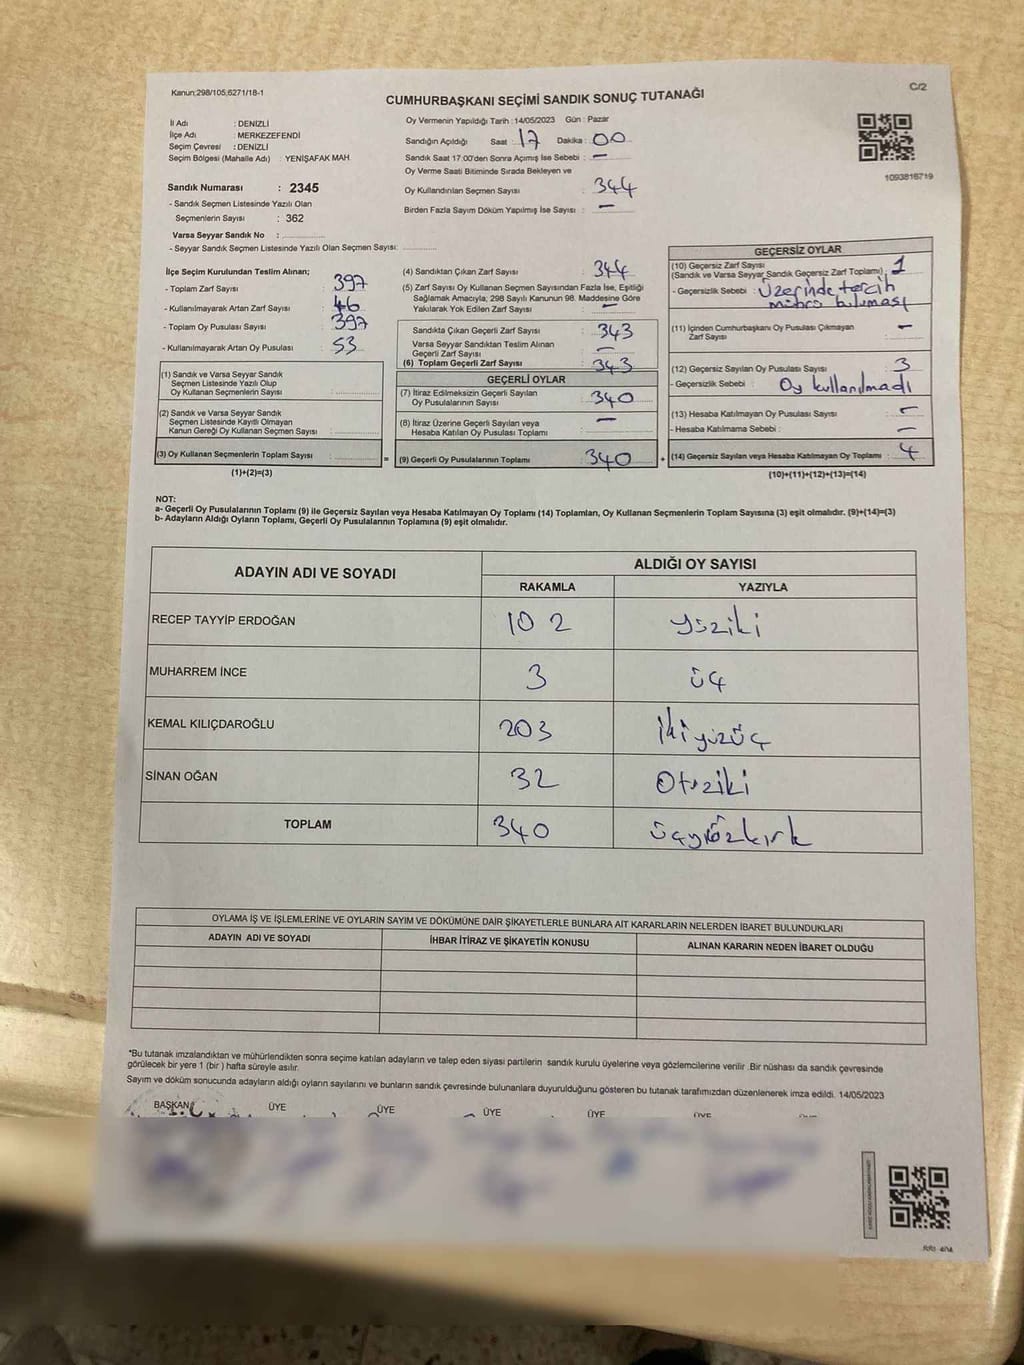 Kanun;298/105;6271/18-1
C/2
CUMHURBAŞKANI SEÇİMİ SANDIK SONUÇ TUTANAĞI
İl Adı : DENİZLİ
İlçe Adı : MERKEZEFENDİ
Seçim Çevresi : DENİZLİ
Seçim Bölgesi (Mahalle Adı) : YENİŞAFAK MAH.
Sandık Numarası : 2345
- Sandık Seçmen Listesinde Yazılı Olan
Seçmenlerin Sayısı : 362
Varsa Seyyar Sandık No :
- Seyyar Sandık Seçmen Listesinde Yazılı Olan Seçmen Sayısı:
Oy Vermenin Yapıldığı Tarih : 14/05/2023 Gün : Pazar
Sandığın Açıldığı Saat : 17 Dakika : 00
Sandık Saat 17:00'den Sonra Açımış İse Sebebi : -
Oy Verme Saati Bitiminde Sırada Bekleyen ve
Oy Kullandırılan Seçmen Sayısı : 344
Birden Fazla Sayım Döküm Yapılmış İse Sayısı : -
1093816719
İlçe Seçim Kurulundan Teslim Alınan;
- Toplam Zarf Sayısı : 397
- Kullanılmayarak Artan Zarf Sayısı : 46
- Toplam Oy Pusulası Sayısı : 397
- Kullanılmayarak Artan Oy Pusulası : 53
(1) Sandık ve Varsa Seyyar Sandık
Seçmen Listesinde Yazılı Olup
Oy Kullanan Seçmenlerin Sayısı :
(2) Sandık ve Varsa Seyyar Sandık
Seçmen Listesinde Kayıtlı Olmayan
Kanun Gereği Oy Kullanan Seçmen Sayısı :
(3) Oy Kullanan Seçmenlerin Toplam Sayısı :
(1)+(2)=(3)
(4) Sandıktan Çıkan Zarf Sayısı : 344
(5) Zarf Sayısı Oy Kullanan Seçmen Sayısından Fazla İse, Eşitliği
Sağlamak Amacıyla; 298 Sayılı Kanunun 98. Maddesine Göre
Yakılarak Yok Edilen Zarf Sayısı : -
Sandıkta Çıkan Geçerli Zarf Sayısı : 343
Varsa Seyyar Sandıktan Teslim Alınan
Geçerli Zarf Sayısı : -
(6) Toplam Geçerli Zarf Sayısı : 343
GEÇERLİ OYLAR
(7) İtiraz Edilmeksizin Geçerli Sayılan
Oy Pusulalarının Sayısı : 340
(8) İtiraz Üzerine Geçerli Sayılan veya
Hesaba Katılan Oy Pusulası Toplamı : -
=
(9) Geçerli Oy Pusulalarının Toplamı : 340
+
GEÇERSİZ OYLAR
(10) Geçersiz Zarf Sayısı
(Sandık ve Varsa Seyyar Sandık Geçersiz Zarf Toplamı) : 1
- Geçersizlik Sebebi : Üzerinde tercih
mührü bulunması
(11) İçinden Cumhurbaşkanı Oy Pusulası Çıkmayan
Zarf Sayısı : -
(12) Geçersiz Sayılan Oy Pusulası Sayısı : 3
- Geçersizlik Sebebi : Oy kullanılmadı
(13) Hesaba Katılmayan Oy Pusulası Sayısı : -
- Hesaba Katılmama Sebebi : -
(14) Geçersiz Sayılan veya Hesaba Katılmayan Oy Toplamı : 4
(10)+(11)+(12)+(13)=(14)
NOT:
a- Geçerli Oy Pusulalarının Toplamı (9) ile Geçersiz Sayılan veya Hesaba Katılmayan Oy Toplamı (14) Toplamları, Oy Kullanan Seçmenlerin Toplam Sayısına (3) eşit olmalıdır. (9)+(14)=(3)
b- Adayların Aldığı Oyların Toplamı, Geçerli Oy Pusulalarının Toplamına (9) eşit olmalıdır.
ADAYIN ADI VE SOYADI
ALDIĞI OY SAYISI
RAKAMLA YAZIYLA
RECEP TAYYİP ERDOĞAN 102 yüziki
MUHARREM İNCE 3 üç
KEMAL KILIÇDAROĞLU 203 İkiyüzüç
SİNAN OĞAN 32 Otuziki
TOPLAM 340 üçyüzkırk
OYLAMA İŞ VE İŞLEMLERİNE VE OYLARIN SAYIM VE DÖKÜMÜNE DAİR ŞİKAYETLERLE BUNLARA AİT KARARLARIN NELERDEN İBARET BULUNDUKLARI
ADAYIN ADI VE SOYADI İHBAR İTİRAZ VE ŞİKAYETİN KONUSU ALINAN KARARIN NEDEN İBARET OLDUĞU
*Bu tutanak imzalandıktan ve mühürlendikten sonra seçime katılan adayların ve talep eden siyasi partilerin sandık kurulu üyelerine veya gözlemcilerine verilir .Bir nüshası da sandık çevresinde
görülecek bir yere 1 (bir ) hafta süreyle asılır.
Sayım ve döküm sonucunda adayların aldığı oyların sayılarını ve bunların sandık çevresinde bulunanlara duyurulduğunu gösteren bu tutanak tarafımızdan düzenlenerek imza edildi. 14/05/2023
BAŞKAN ÜYE ÜYE ÜYE ÜYE ÜYE